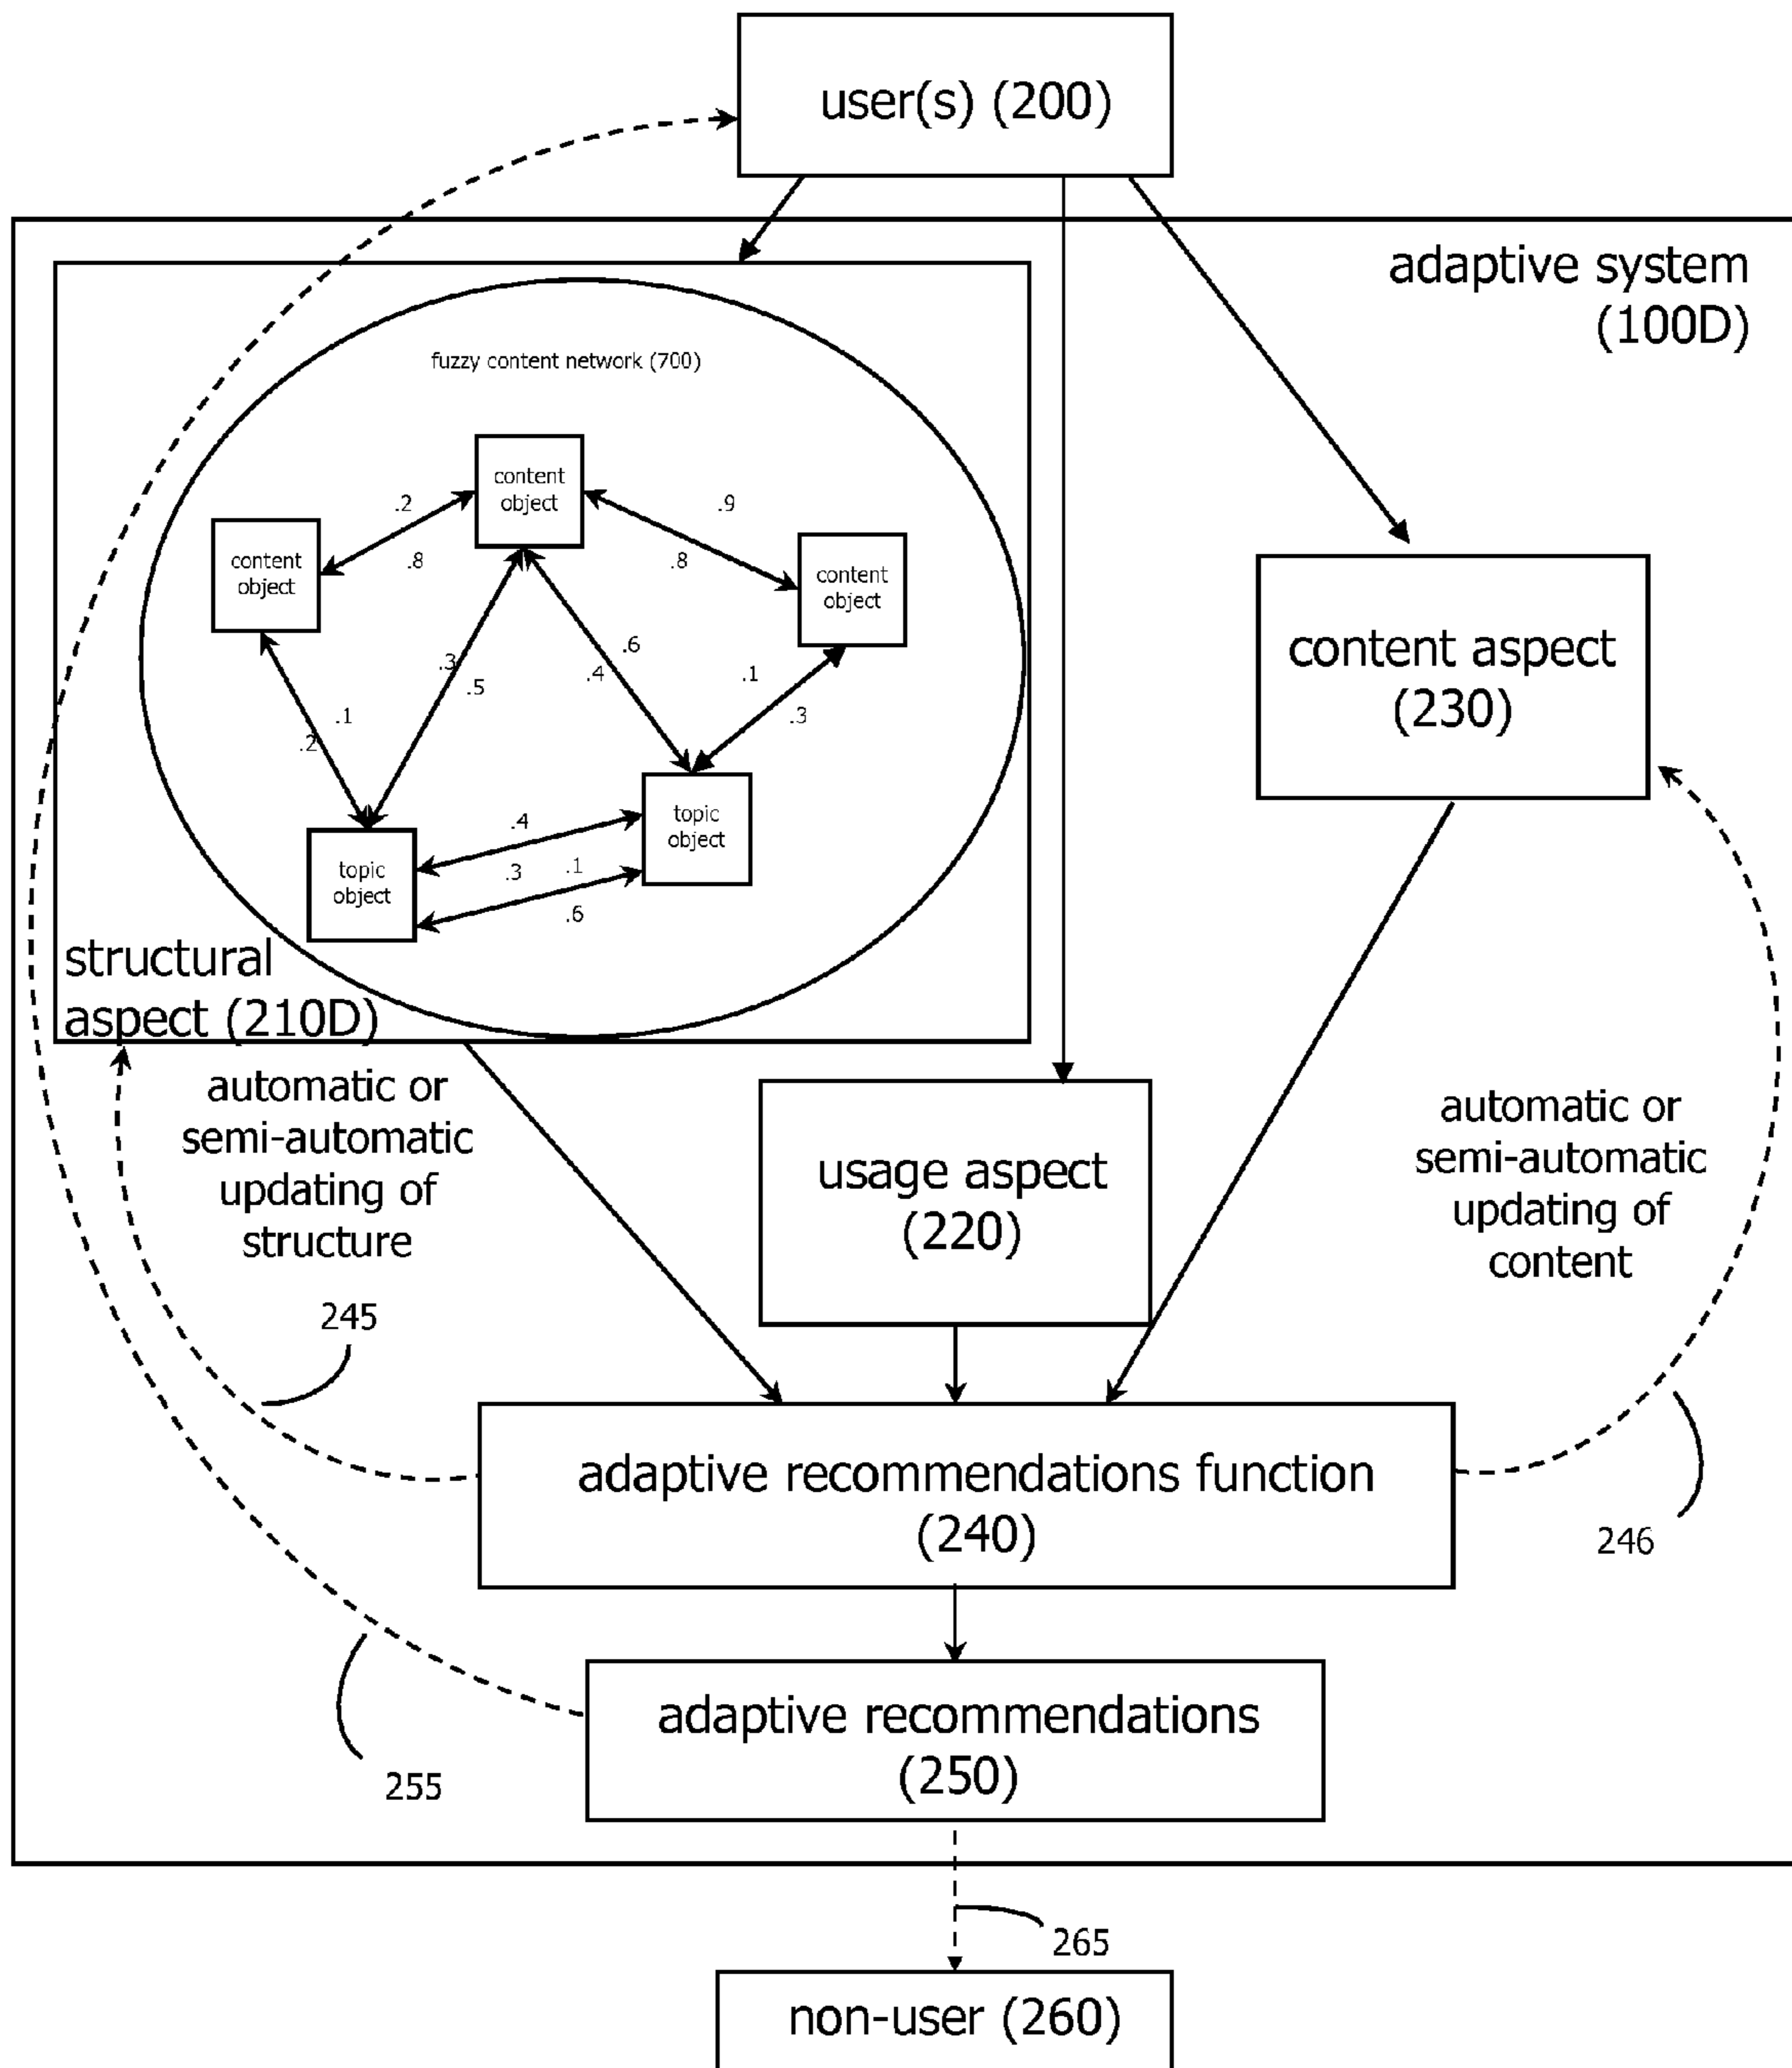 user(s) (200)
adaptive system
(100D)
fuzzy content network (700)
content
object
.2
.9
content
object
.8
.8
content
object
.3
.5
.6
.4
.1
.3
.1
.2
content aspect
(230)
topic
object
.4
.3
.1
.6
topic
object
structural
aspect (210D)
automatic or
semi-automatic
updating of
structure
usage aspect
(220)
automatic or
semi-automatic
updating of
content
245
adaptive recommendations function
(240)
246
adaptive recommendations
(250)
255
265
non-user (260)